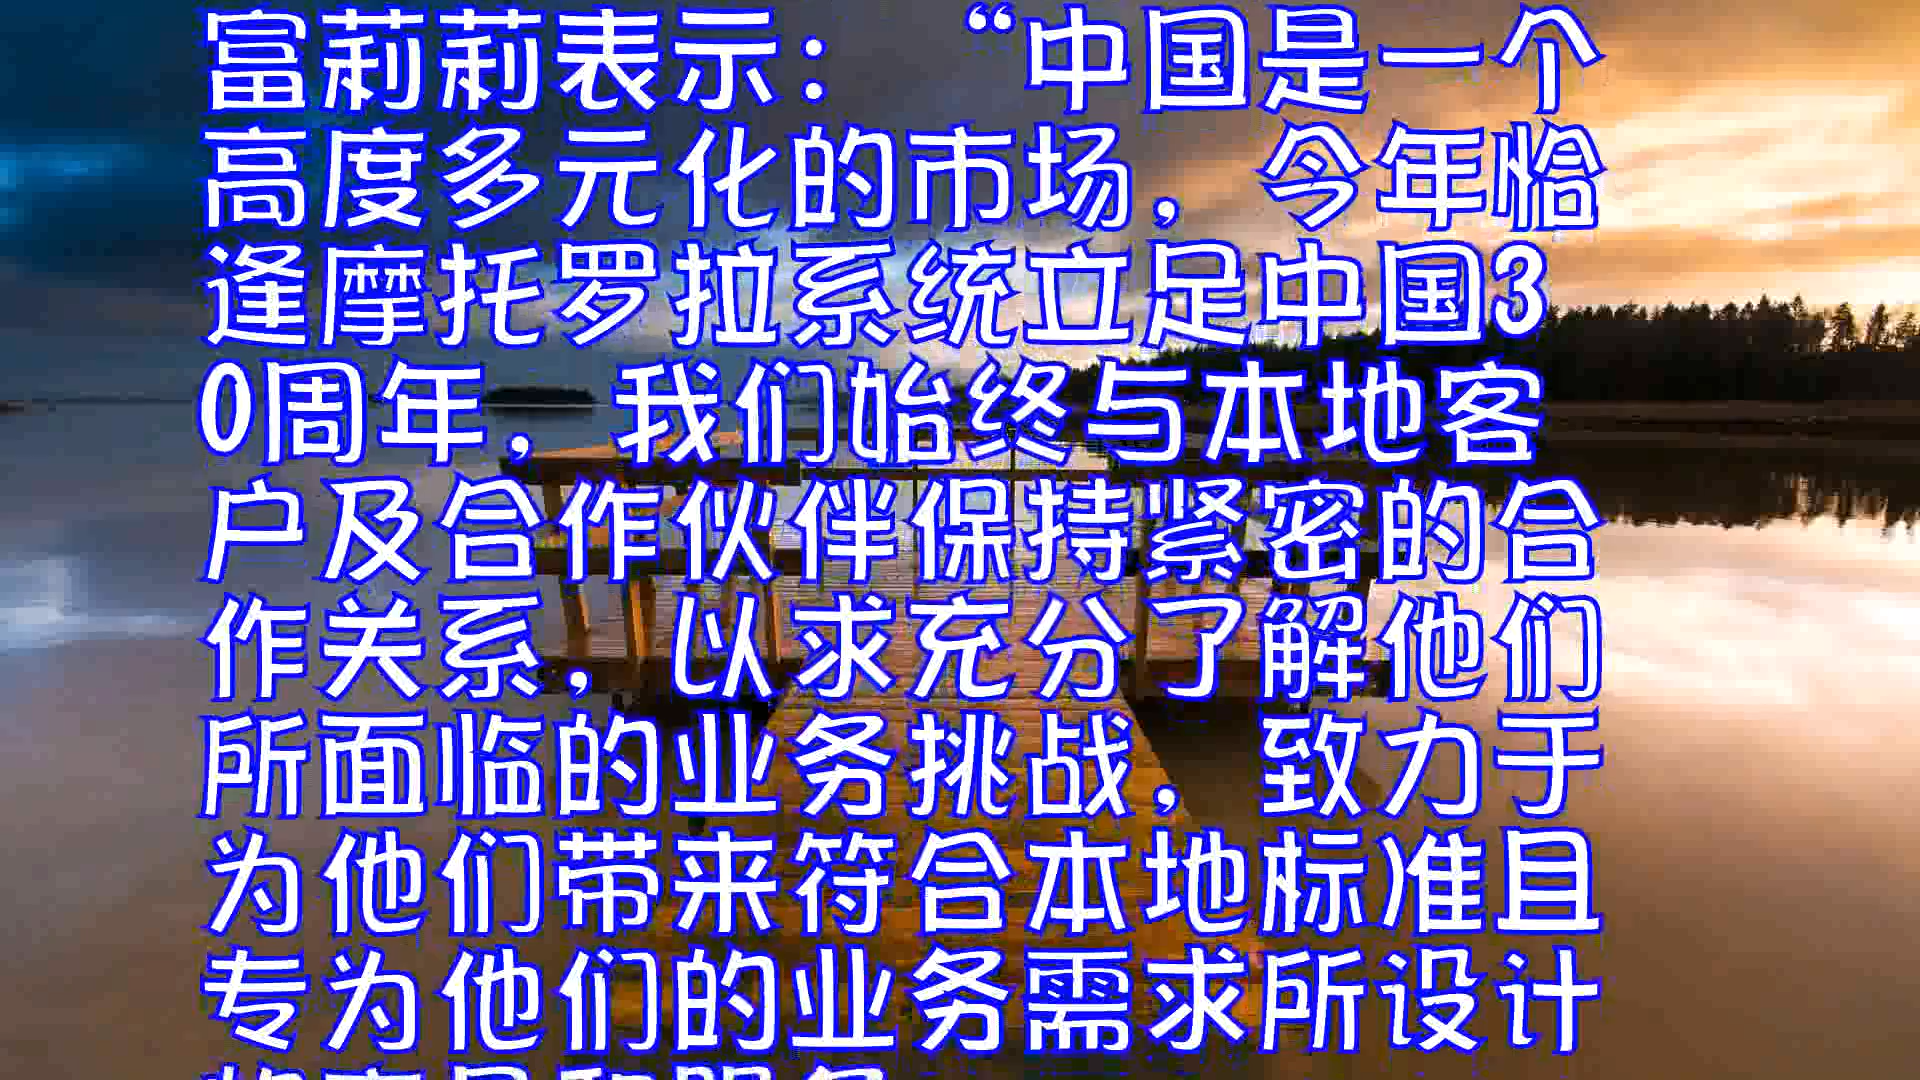 富莉莉表示：“中国是一个
高度多元化的市场，今年恰
逢摩托罗拉系统立足中国3
0周年，我们始终与本地客
户及合作伙伴保持紧密的合
作关系，以求充分了解他们
所面临的业务挑战，致力于
为他们带来符合本地标准且
专为他们的业务需求所设计